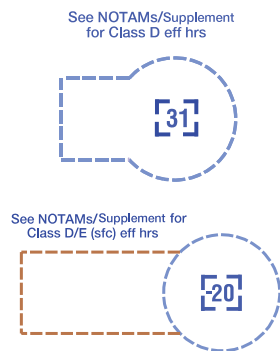 See NOTAMs/Supplement
for Class D eff hrs
31
See NOTAMs/Supplement for
Class D/E (sfc) eff hrs
-20